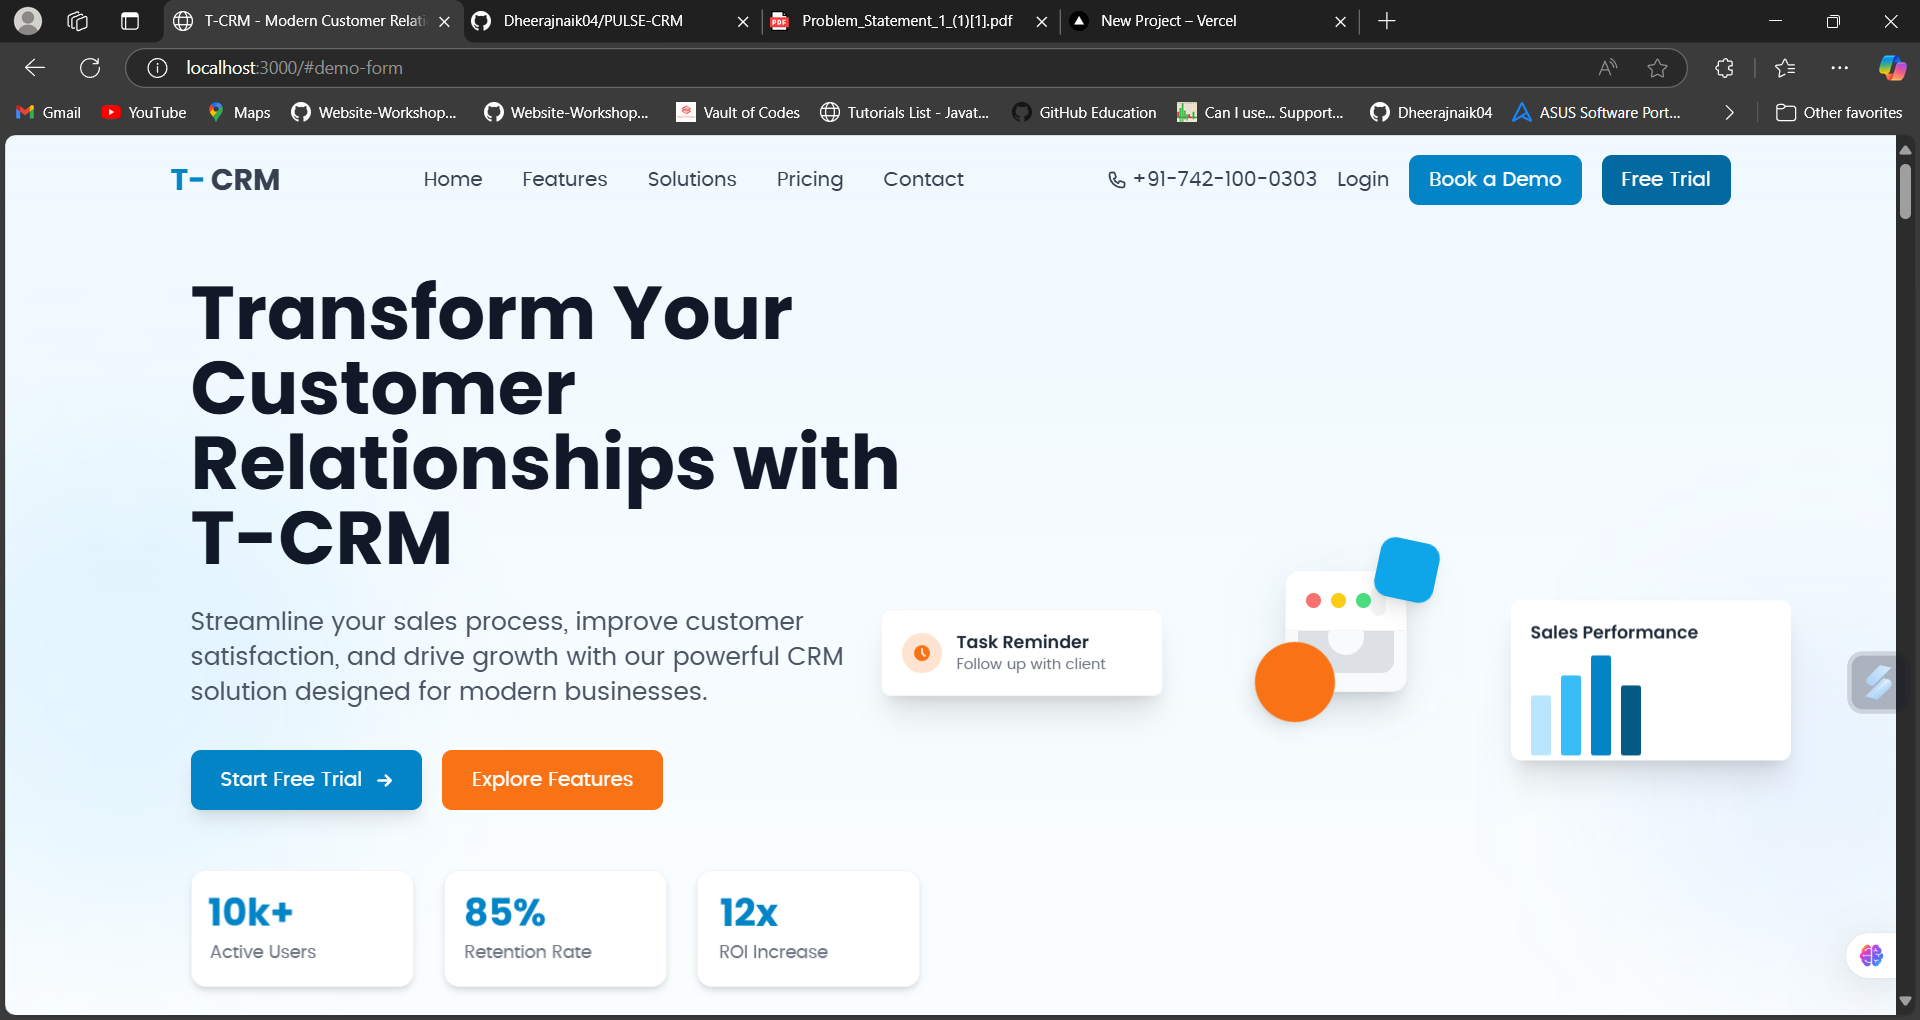 T-CRM - Modern Customer Relati
Dheerajnaik04/PULSE-CRM
PDF
Problem_Statement_1_(1)[1].pdf
New Project – Vercel
localhost:3000/#demo-form
Gmail
YouTube
Maps
Website-Workshop...
Website-Workshop...
Vault of Codes
Tutorials List - Javat...
GitHub Education
Can I use... Support...
Dheerajnaik04
ASUS Software Port...
Other favorites
T- CRM
Home
Features
Solutions
Pricing
Contact
+91-742-100-0303
Login
Book a Demo
Free Trial
Transform Your
Customer
Relationships with
T-CRM
Streamline your sales process, improve customer
satisfaction, and drive growth with our powerful CRM
solution designed for modern businesses.
Task Reminder
Follow up with client
Sales Performance
Start Free Trial →
Explore Features
10k+
Active Users
85%
Retention Rate
12x
ROI Increase